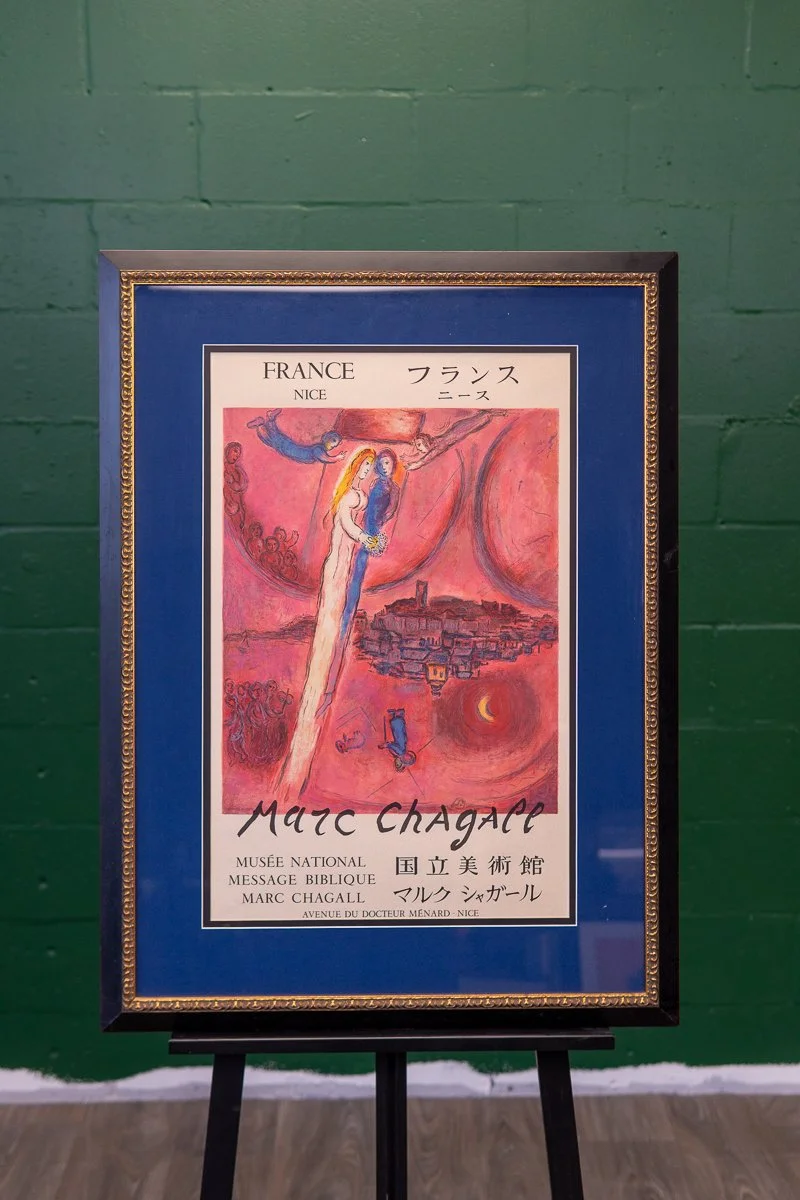 FRANCE
フランス
NICE
ニース
Marc Chagall
MUSÉE NATIONAL
MESSAGE BIBLIQUE
MARC CHAGALL
国立美術館
マルク シャガール
AVENUE DU DOCTEUR MÉNARD - NICE